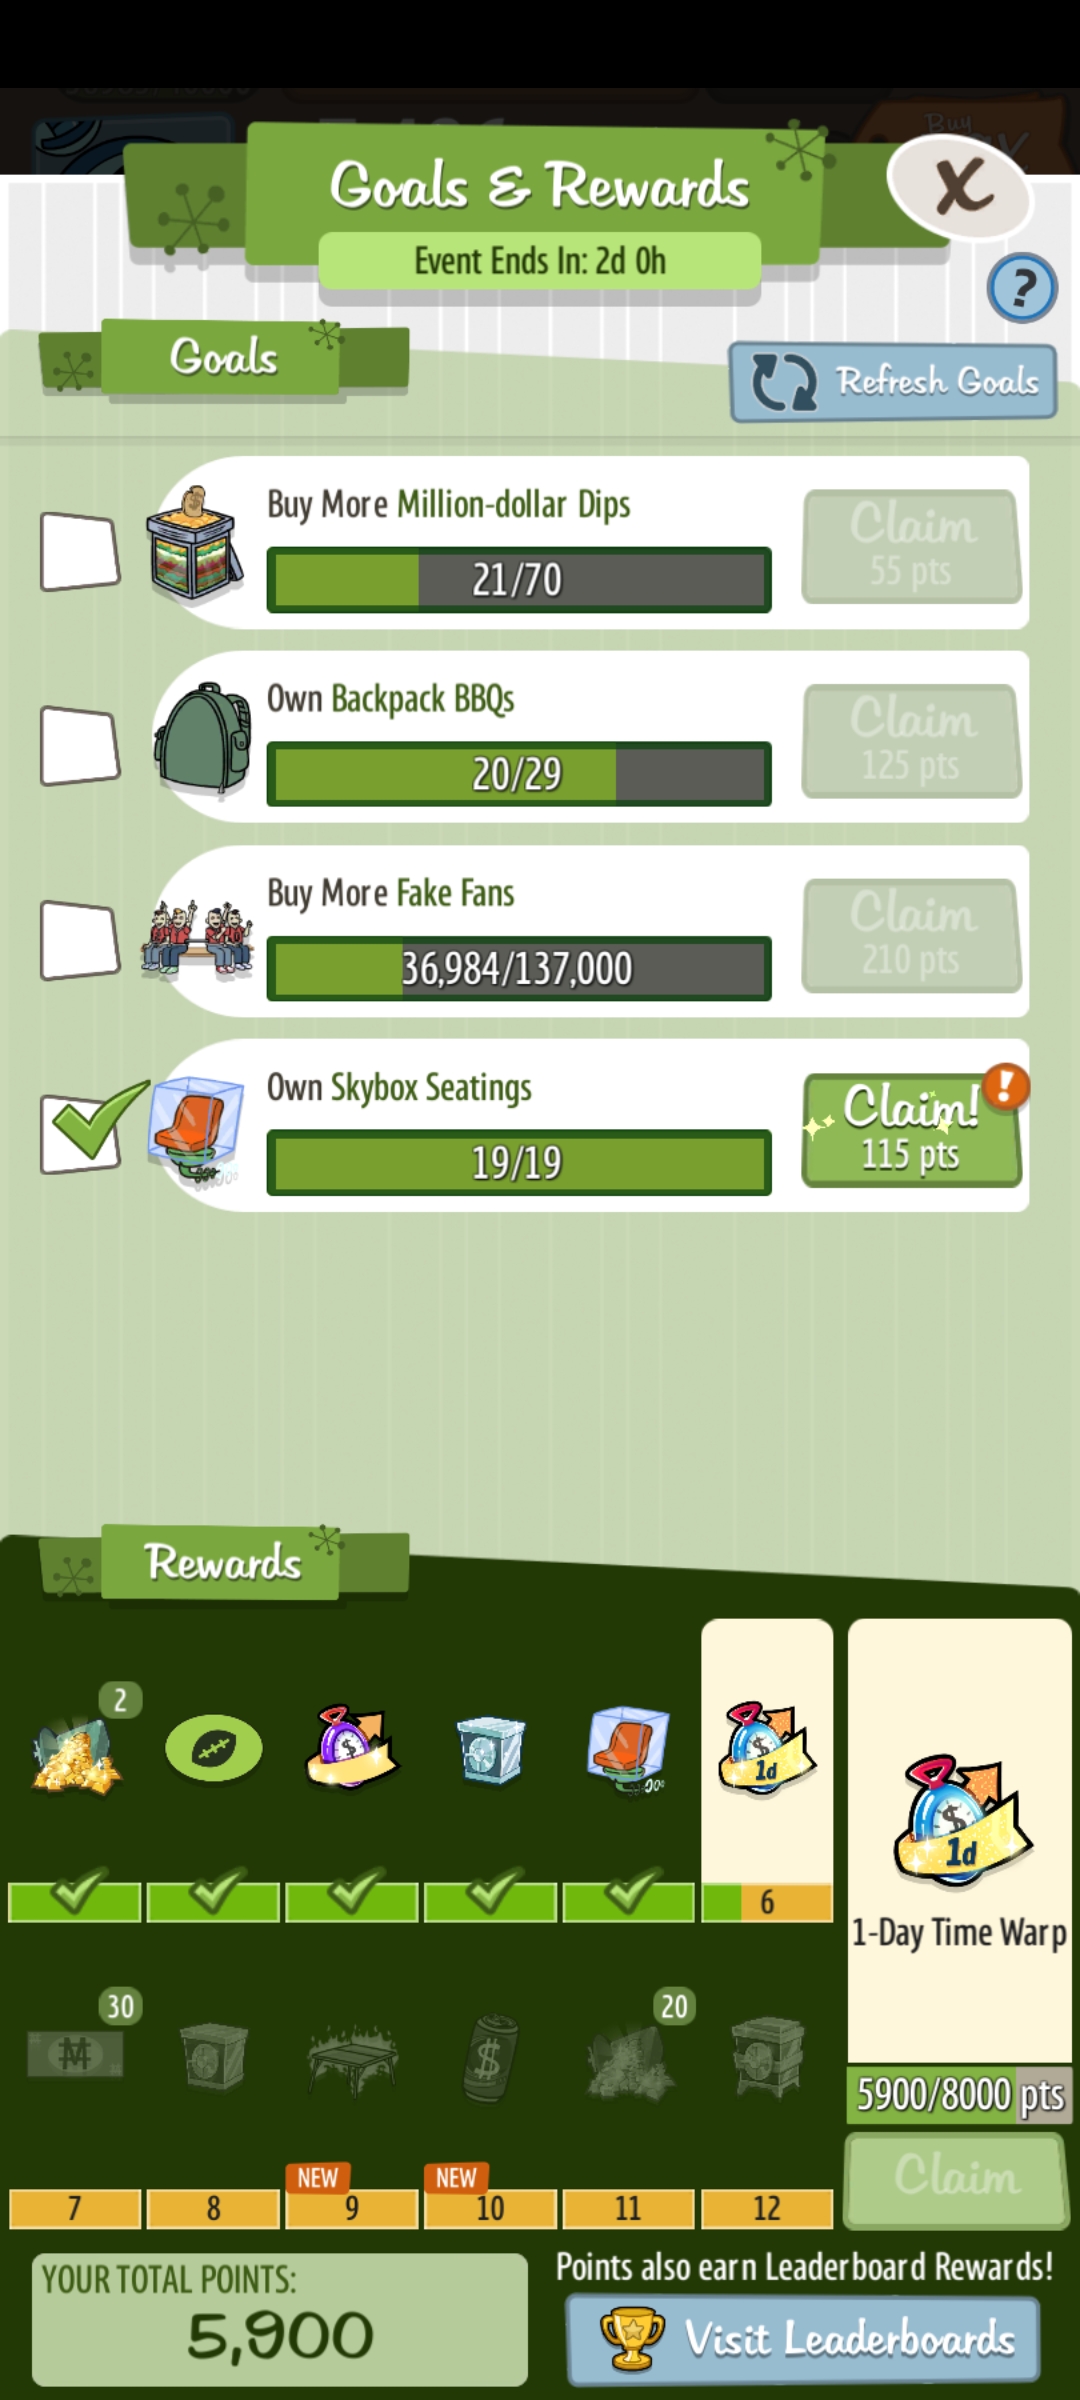 Buy
Goals & Rewards
X
Event Ends In: 2d 0h
?
Goals
Refresh Goals
Buy More Million-dollar Dips
21/70
Claim
55 pts
Own Backpack BBQs
20/29
Claim
125 pts
Buy More Fake Fans
36,984/137,000
Claim
210 pts
Own Skybox Seatings
19/19
Claim!
115 pts
!
Rewards
2
1d
6
1d
1-Day Time Warp
30
20
5900/8000 pts
Claim
NEW
NEW
7
8
9
10
11
12
YOUR TOTAL POINTS:
5,900
Points also earn Leaderboard Rewards!
Visit Leaderboards